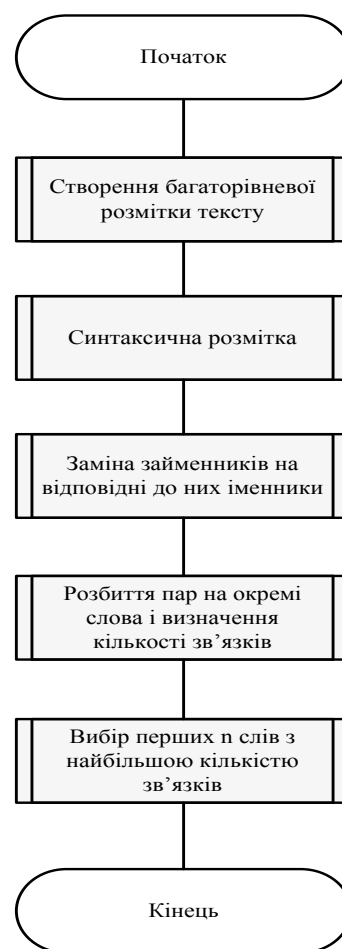 Початок
Створення багаторівневої
розмітки тексту
Синтаксична розмітка
Заміна займенників на
відповідні до них іменники
Розбиття пар на окремі
слова і визначення
кількості зв’язків
Вибір перших n слів з
найбільшою кількістю
зв’язків
Кінець